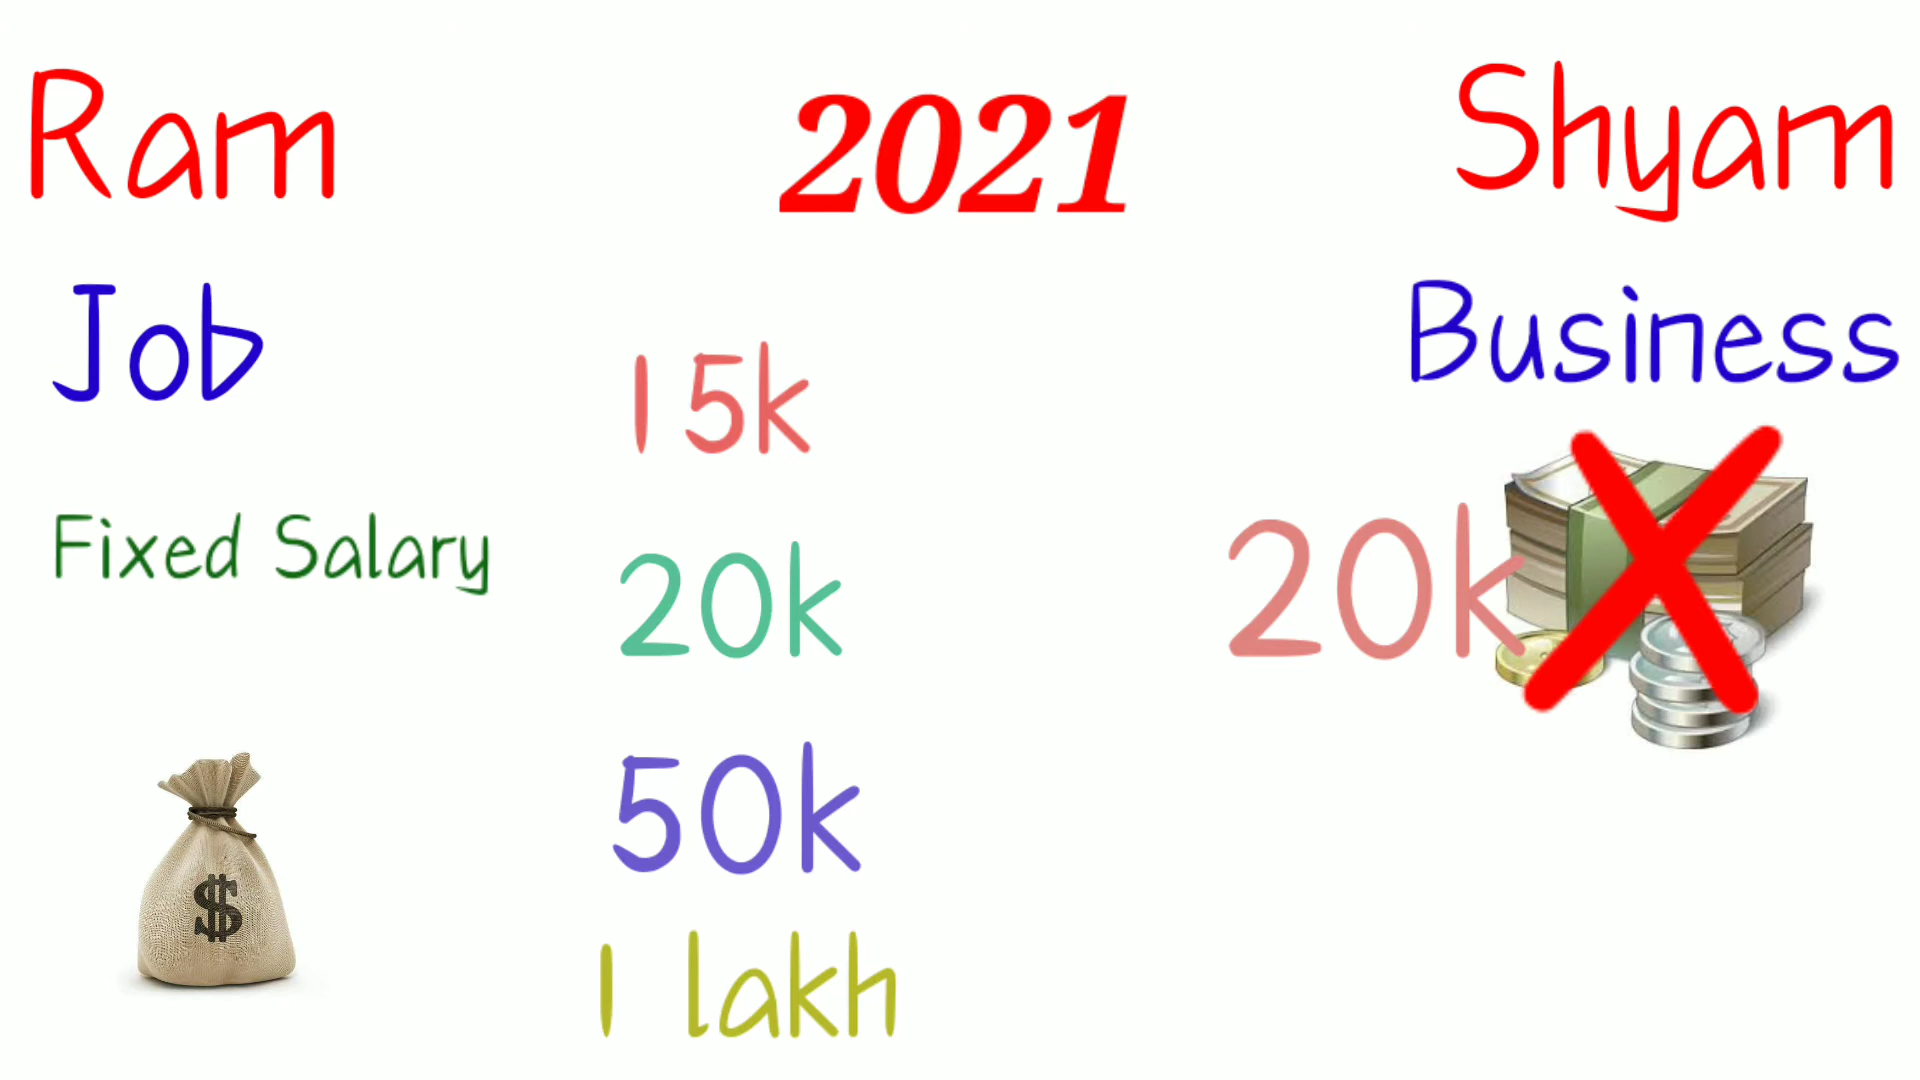 Ram
2021
Shyam
Job
Business
15k
Fixed Salary
20k
20k
50k
$
1 lakh